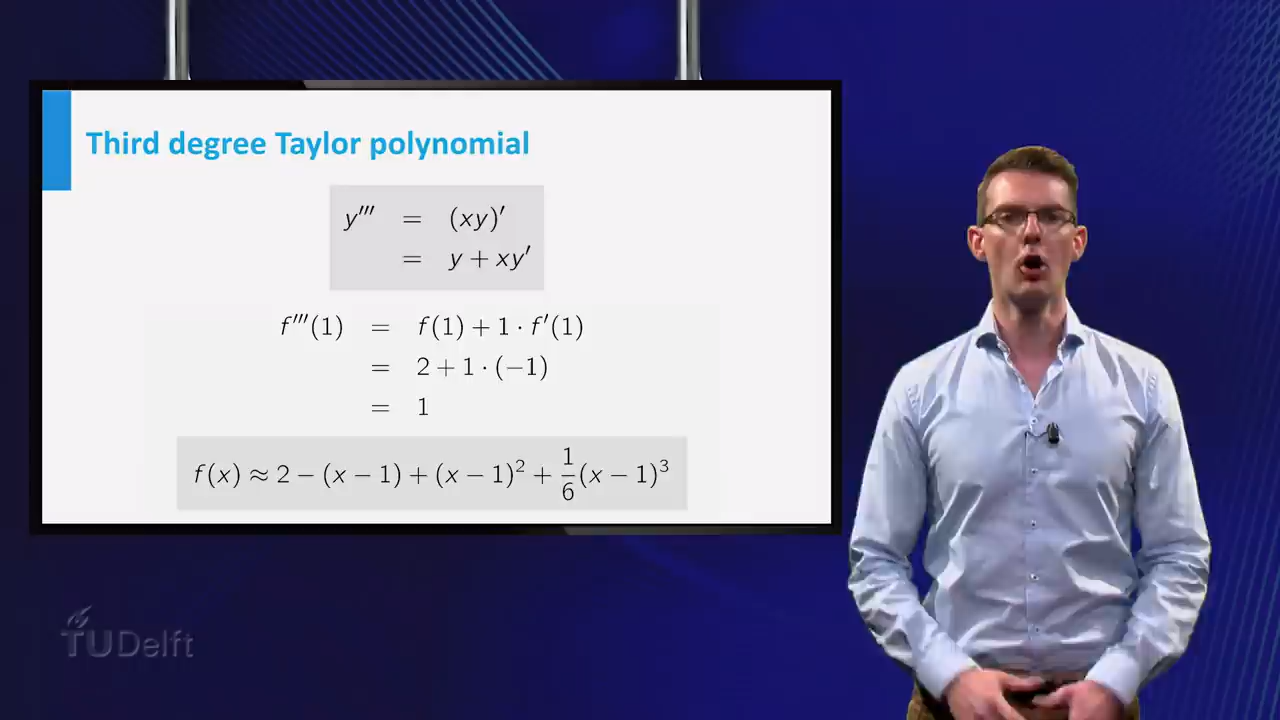 Third degree Taylor polynomial
y''' = (xy)'
= y + xy'
f'''(1) = f(1) + 1 · f'(1)
= 2 + 1 · (−1)
= 1
f(x) ≈ 2 − (x − 1) + (x − 1)² + 1/6 (x − 1)³
TUDelft